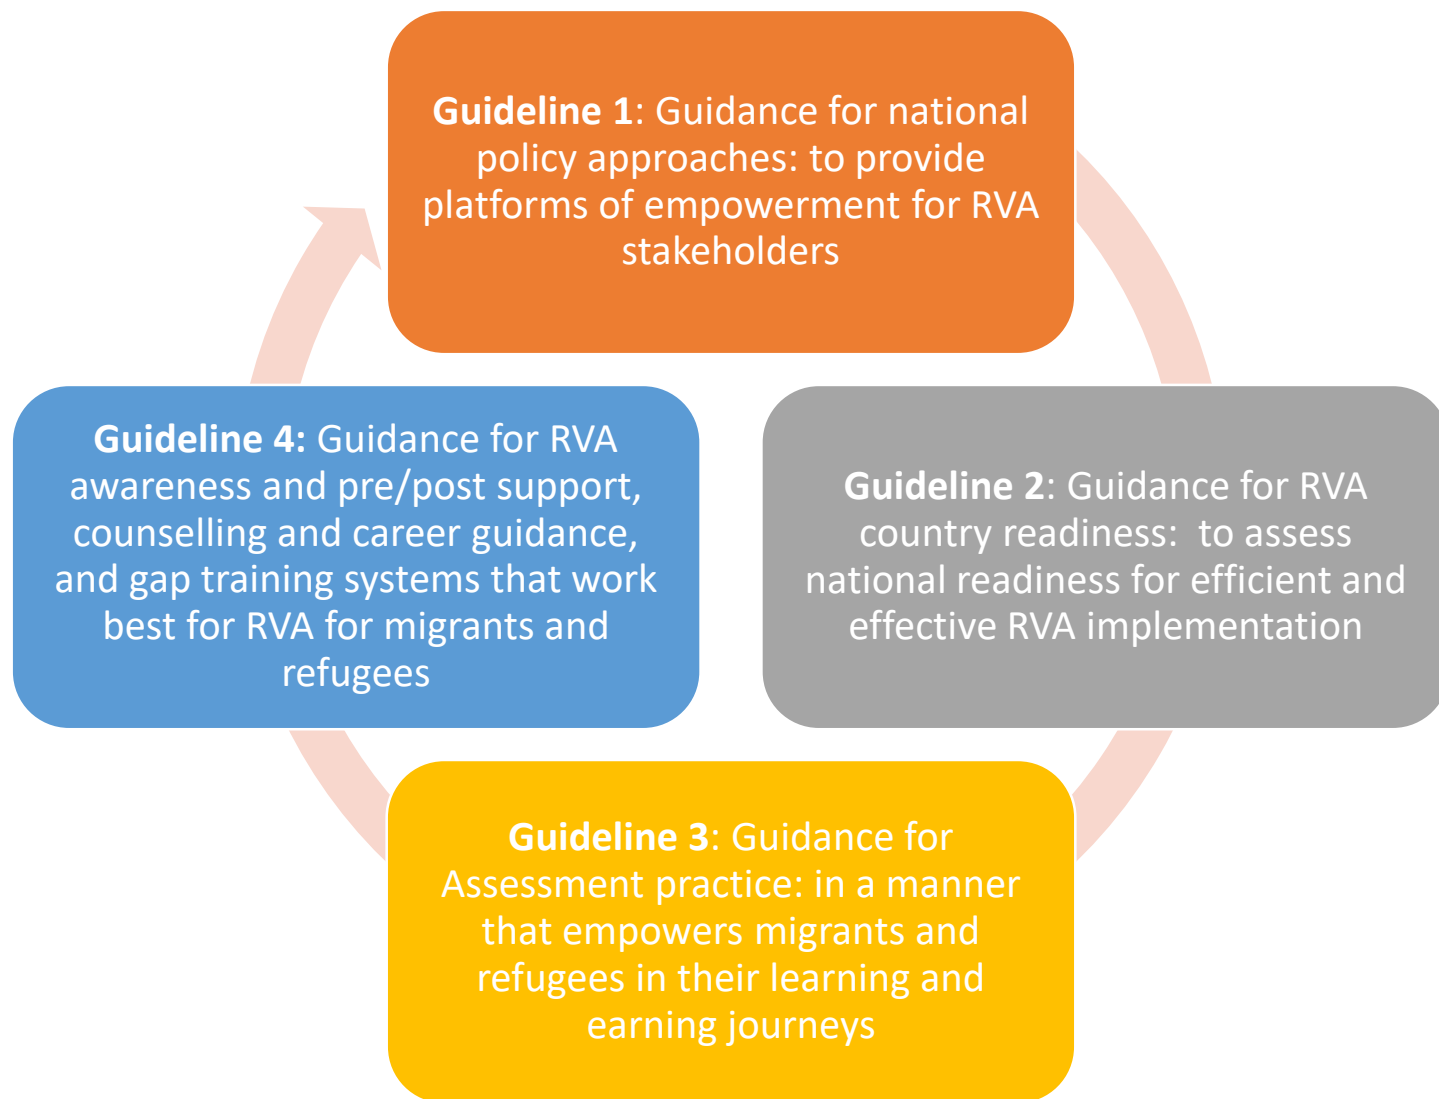 Guideline 1: Guidance for national
policy approaches: to provide
platforms of empowerment for RVA
stakeholders
Guideline 2: Guidance for RVA
country readiness:  to assess
national readiness for efficient and
effective RVA implementation
Guideline 3: Guidance for
Assessment practice: in a manner
that empowers migrants and
refugees in their learning and
earning journeys
Guideline 4: Guidance for RVA
awareness and pre/post support,
counselling and career guidance,
and gap training systems that work
best for RVA for migrants and
refugees